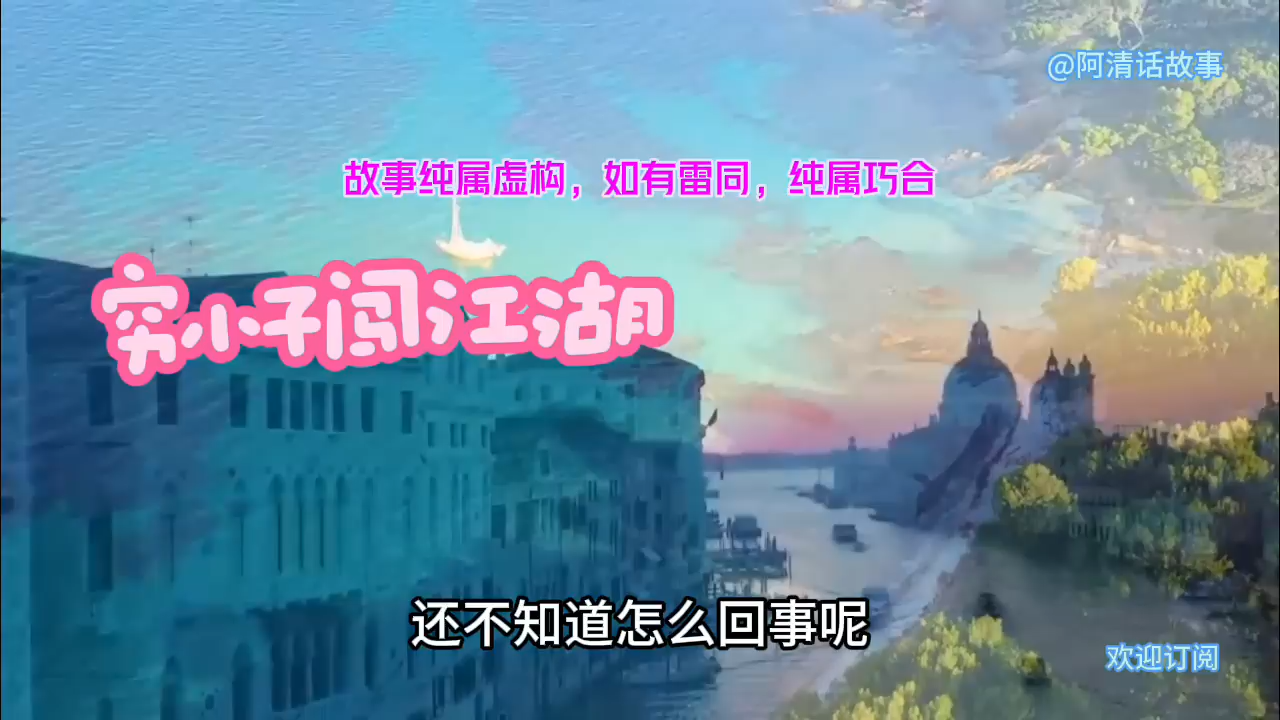 @阿清话故事
故事纯属虚构，如有雷同，纯属巧合
穷小子闯江湖
还不知道怎么回事呢
欢迎订阅